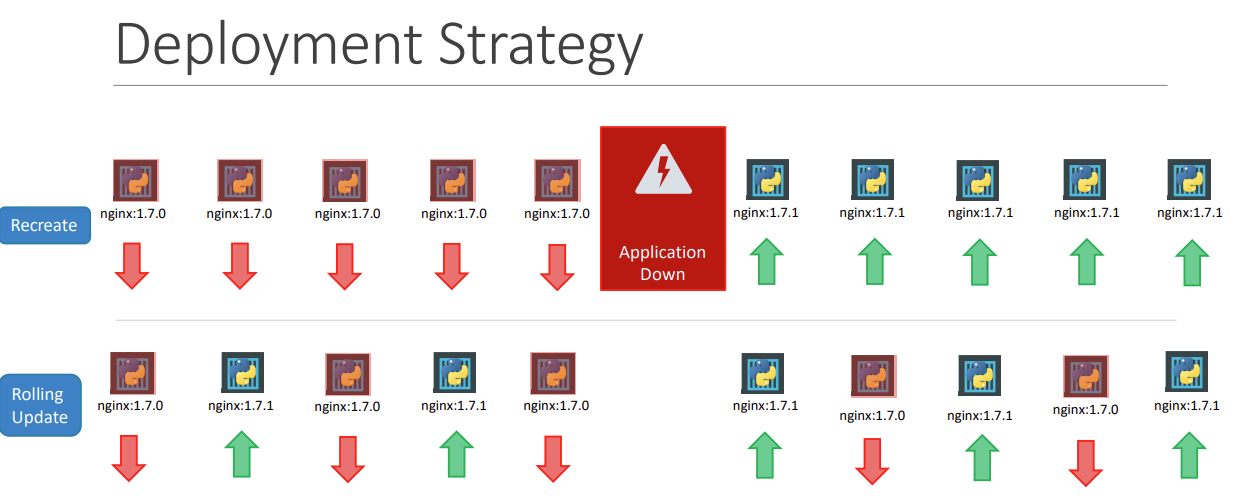 Deployment Strategy
nginx:1.7.0 nginx:1.7.0 nginx:1.7.0 nginx:1.7.0 nginx:1.7.0 nginx:1.7.1 nginx:1.7.1 nginx:1.7.1 nginx:1.7.1 nginx:1.7.1
Recreate
Application
Down
Rolling
Update
nginx:1.7.0 nginx:1.7.1 nginx:1.7.0 nginx:1.7.1 nginx:1.7.0 nginx:1.7.1 nginx:1.7.0 nginx:1.7.1 nginx:1.7.0 nginx:1.7.1